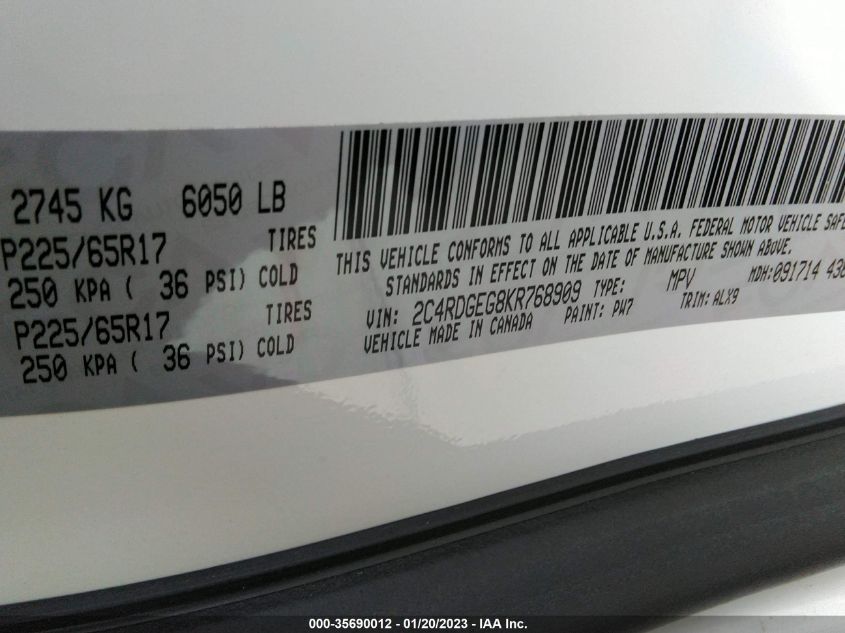 2745 KG 6050 LB
P225/65R17 TIRES
250 KPA ( 36 PSI) COLD
P225/65R17 TIRES
250 KPA ( 36 PSI) COLD
THIS VEHICLE CONFORMS TO ALL APPLICABLE U.S.A. FEDERAL MOTOR VEHICLE SAFE
STANDARDS IN EFFECT ON THE DATE OF MANUFACTURE SHOWN ABOVE.
VIN: 2C4RDGEG8KR768909 TYPE: MPV MDH:091714 438
VEHICLE MADE IN CANADA PAINT: PW7 TRIM: ALX9
000-35690012 - 01/20/2023 - IAA Inc.